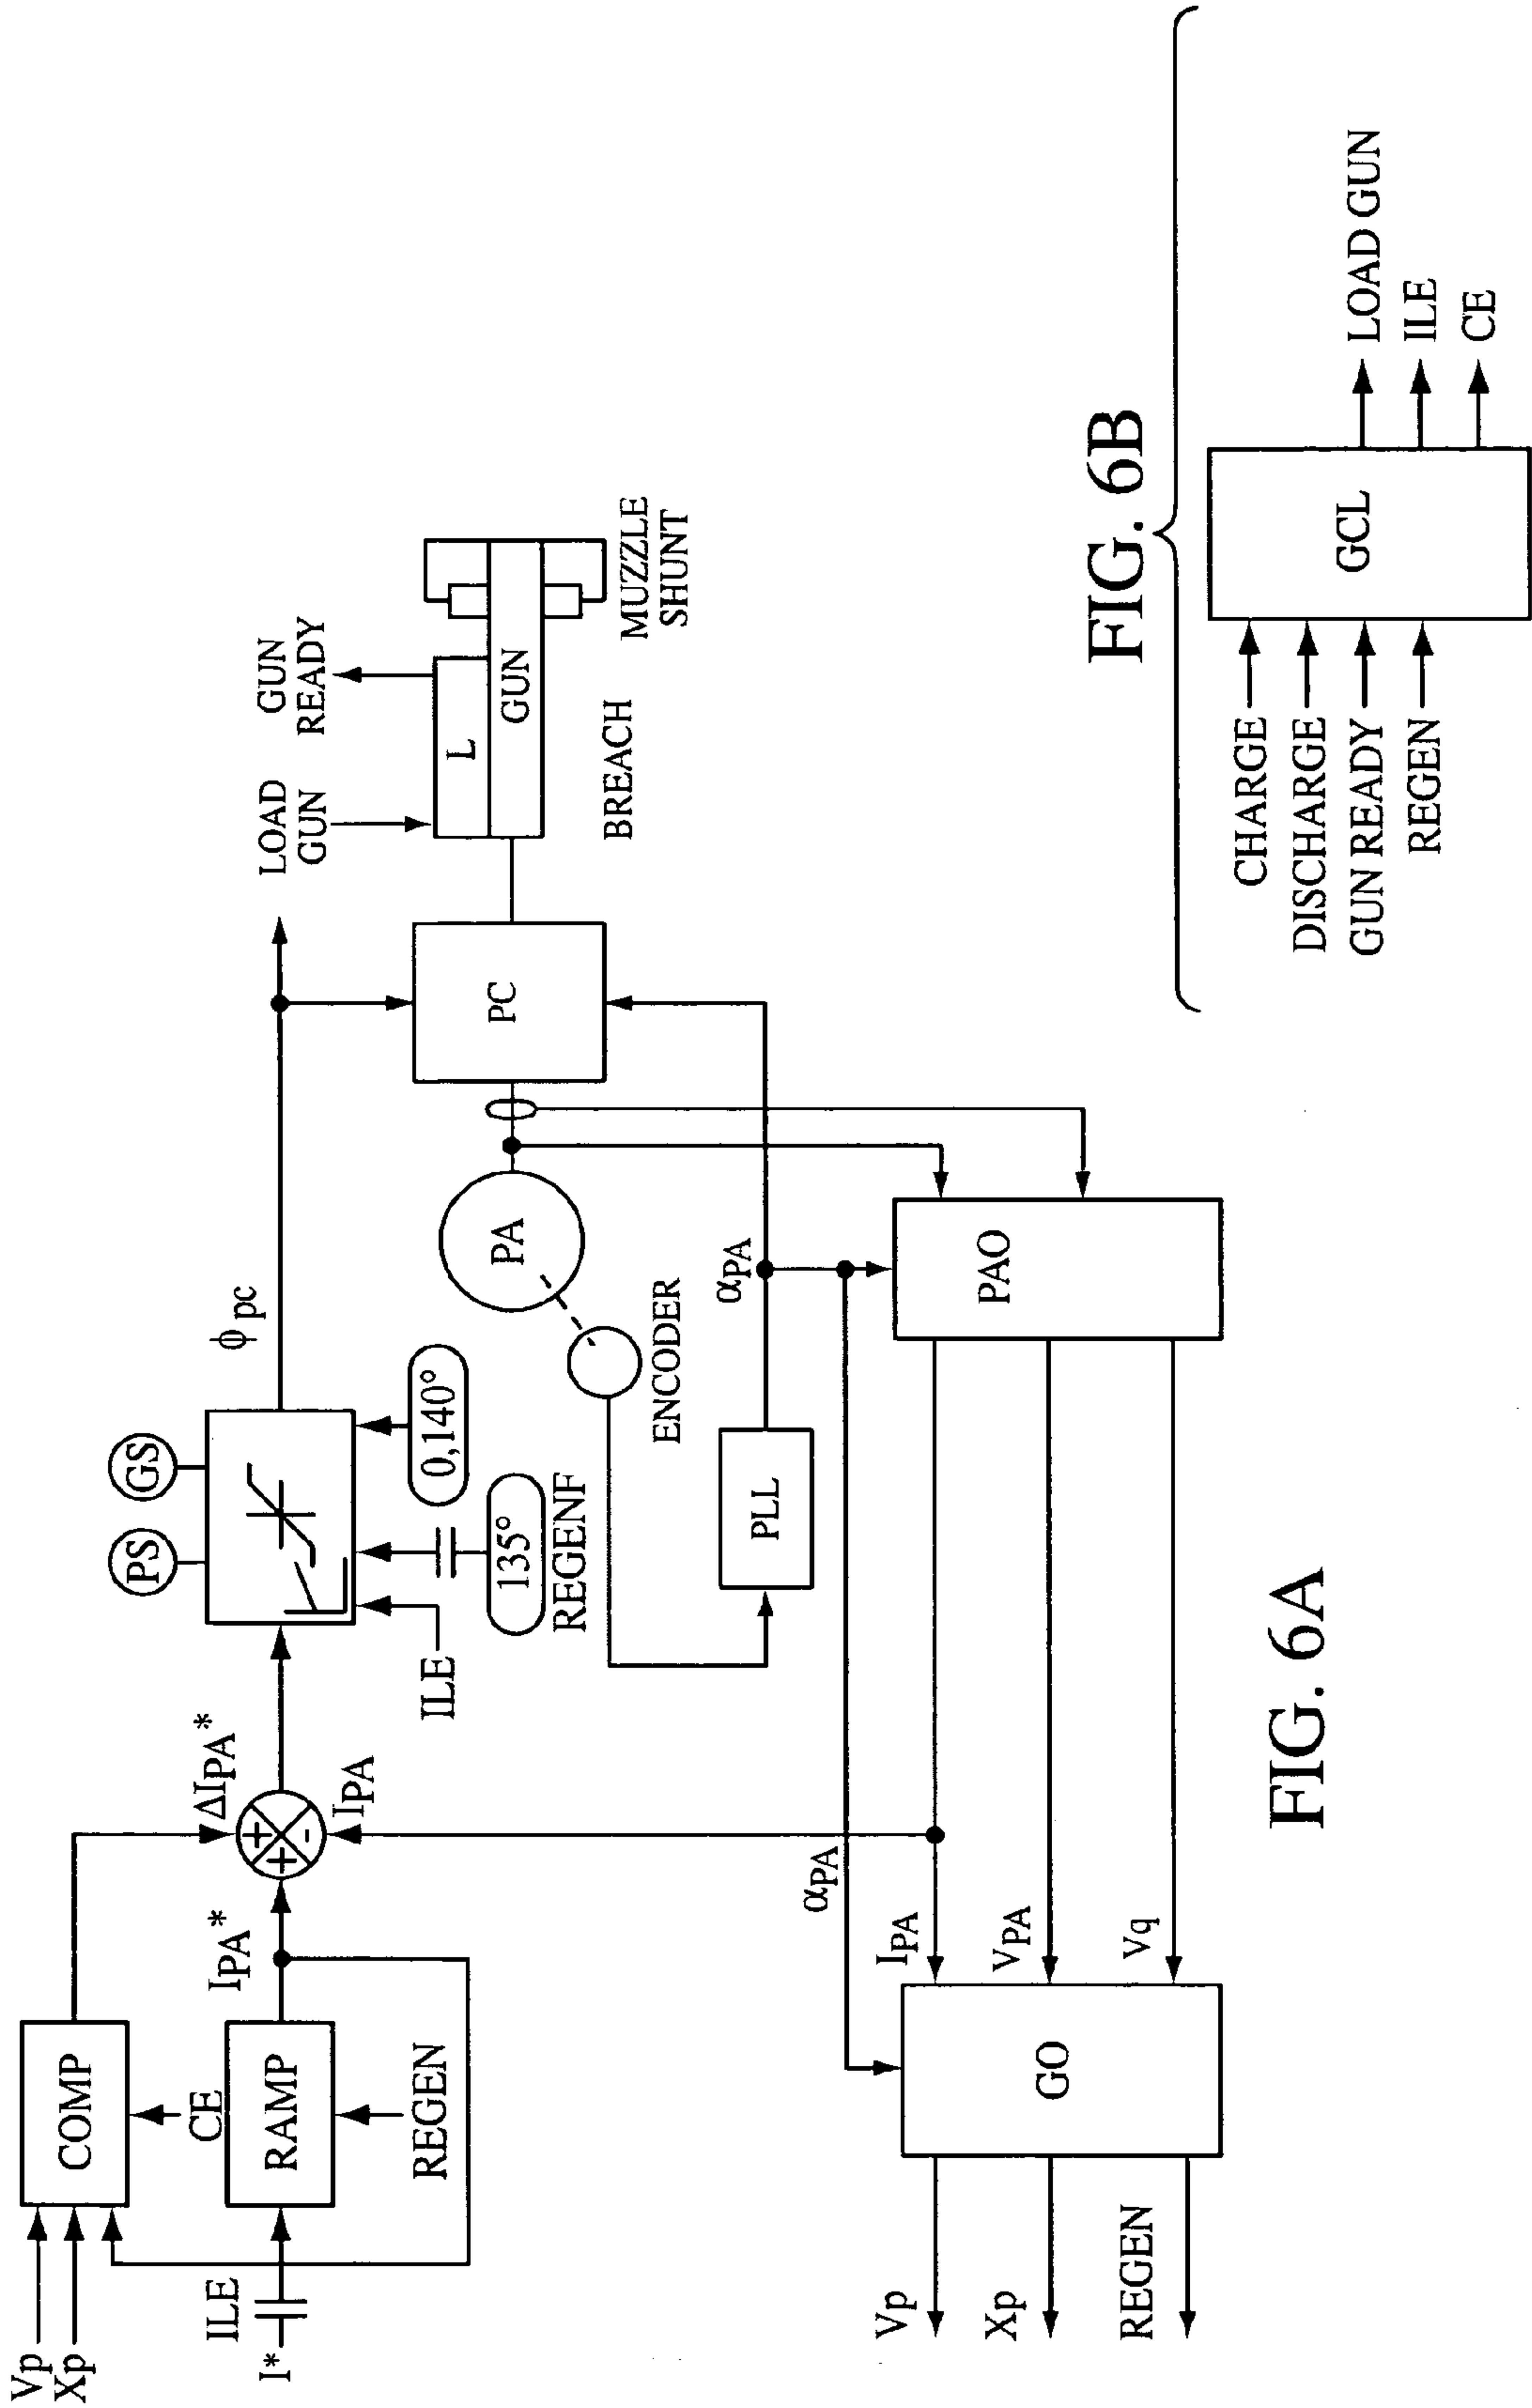 Vp
Xp
COMP
CE
ILE
I*
RAMP
REGEN
IPA*
ΔIPA*
+
+
-
IPA
PS
GS
ILE
135°
REGENF
0,140°
ϕpc
LOAD
GUN
GUN
READY
L
GUN
BREACH
MUZZLE
SHUNT
PC
PA
ENCODER
PLL
αPA
αPA
PAO
IPA
VPA
Vq
GO
Vp
Xp
REGEN
FIG. 6A
FIG. 6B
CHARGE
DISCHARGE
GUN READY
REGEN
GCL
LOAD GUN
ILE
CE